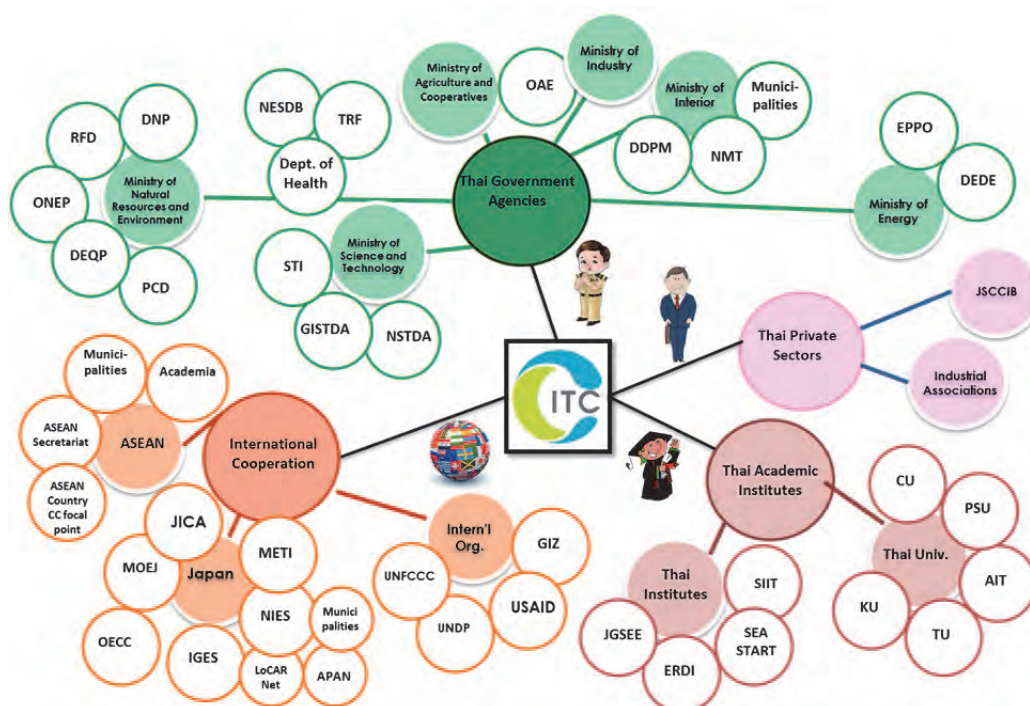 Thai Government
Agencies
Ministry of
Agriculture and
Cooperatives
OAE
Ministry of
Industry
Ministry of
Interior
Munici-
palities
DDPM
NMT
EPPO
DEDE
Ministry of
Energy
NESDB
TRF
Dept. of
Health
DNP
RFD
ONEP
Ministry of
Natural
Resources and
Environment
DEQP
PCD
Ministry of
Science and
Technology
STI
GISTDA
NSTDA
CITC
Thai Private
Sectors
JSCCIB
Industrial
Associations
International
Cooperation
Munici-
palities
Academia
ASEAN
Secretariat
ASEAN
ASEAN
Country
CC focal
point
JICA
MOEJ
Japan
METI
OECC
IGES
NIES
Munici
palities
LoCAR
Net
APAN
Intern'l
Org.
GIZ
UNFCCC
USAID
UNDP
Thai Academic
Institutes
Thai
Institutes
SIIT
JGSEE
SEA
START
ERDI
CU
PSU
Thai Univ.
AIT
KU
TU